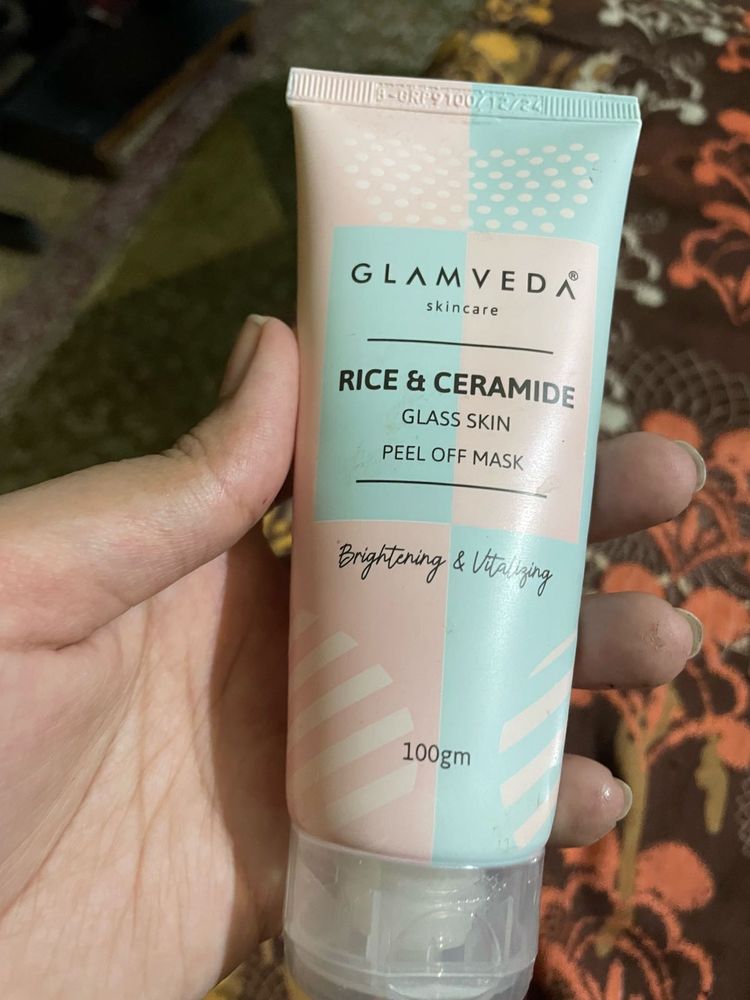 GLAMVEDA®
skincare
RICE & CERAMIDE
GLASS SKIN
PEEL OFF MASK
Brightening & Vitalizing
100gm